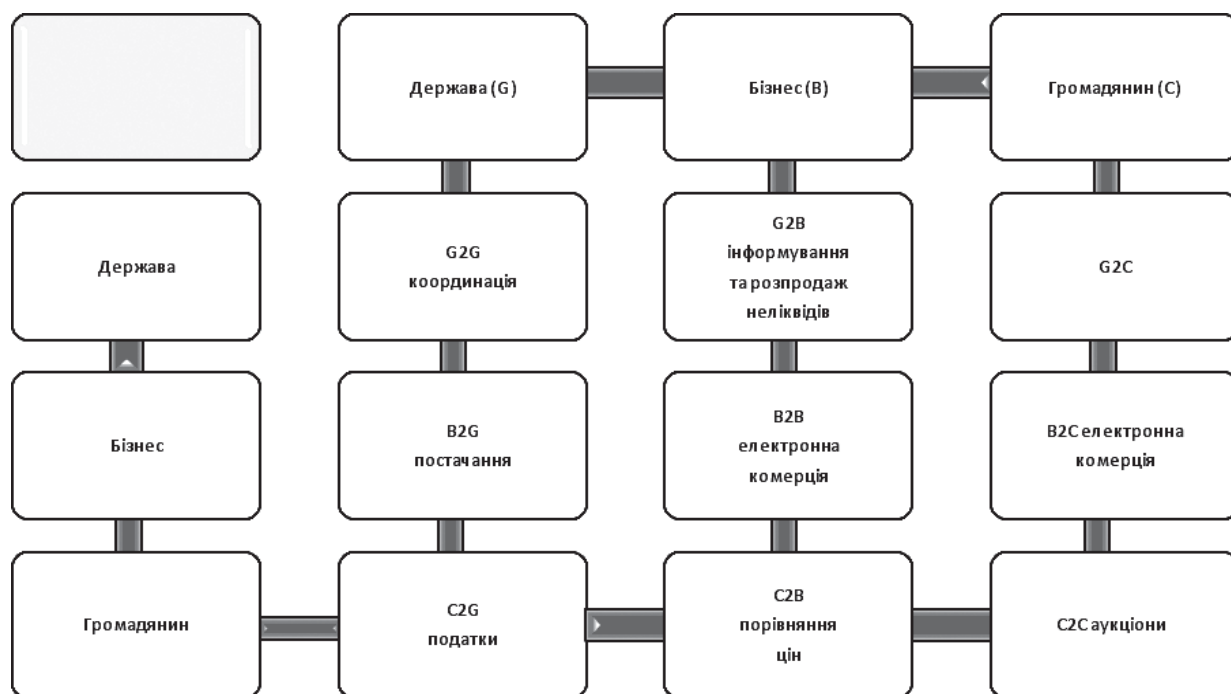 Держава (G)
Бізнес (B)
Громадянин (C)
Держава
G2G
координація
G2B
інформування
та розпродаж
неліквідів
G2C
Бізнес
B2G
постачання
B2B
електронна
комерція
B2C електронна
комерція
Громадянин
C2G
податки
C2B
порівняння
цін
C2C аукціони